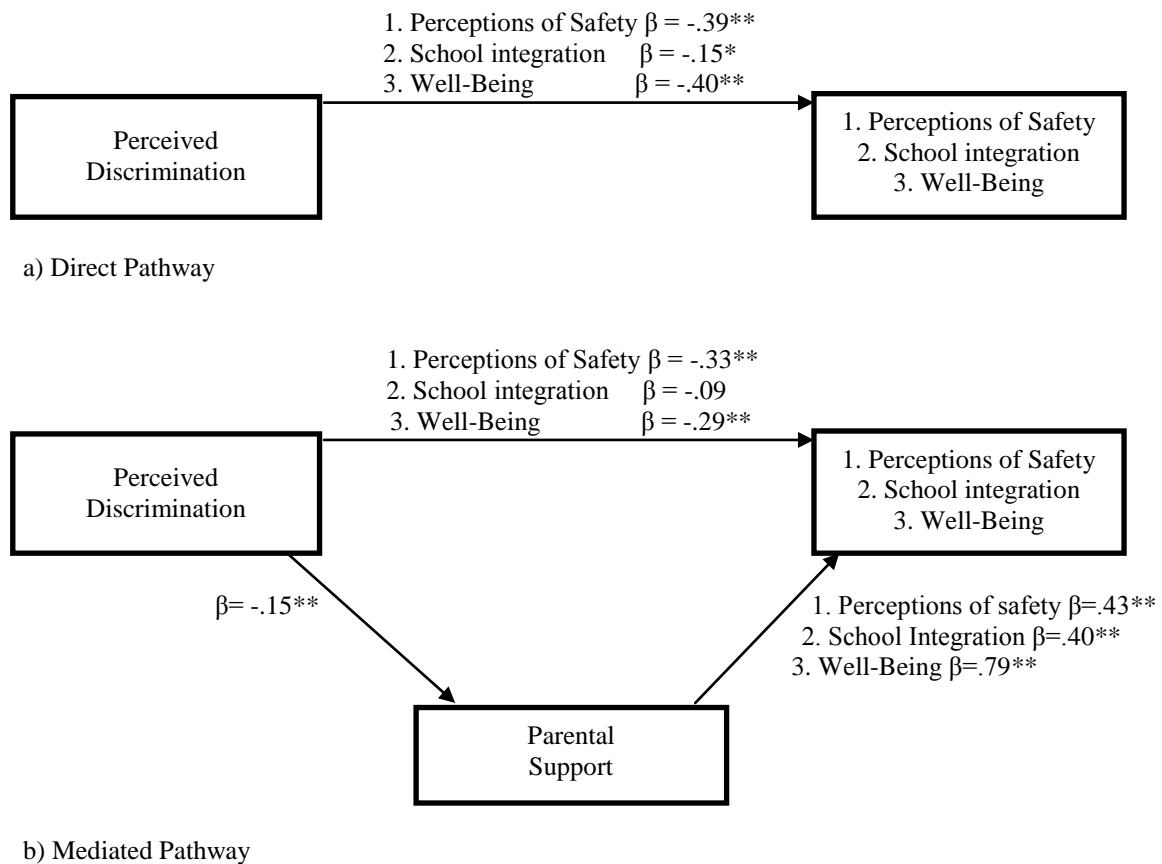 1. Perceptions of Safety β = -.39**
2. School integration β = -.15*
3. Well-Being β = -.40**
Perceived
Discrimination
1. Perceptions of Safety
2. School integration
3. Well-Being
a) Direct Pathway
1. Perceptions of Safety β = -.33**
2. School integration β = -.09
3. Well-Being β = -.29**
Perceived
Discrimination
1. Perceptions of Safety
2. School integration
3. Well-Being
β= -.15**
1. Perceptions of safety β=.43**
2. School Integration β=.40**
3. Well-Being β=.79**
Parental
Support
b) Mediated Pathway